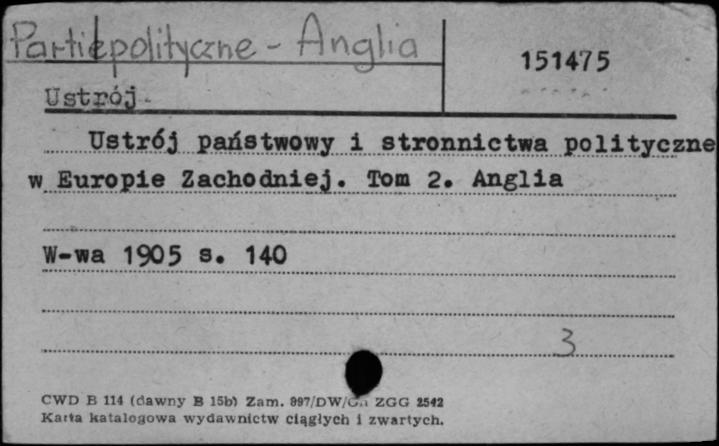 Partie polityczne - Anglia
151475
Ustrój
Ustrój państwowy i stronnictwa polityczne
w Europie Zachodniej. Tom 2. Anglia
W-wa 1905 s. 140
3
CWD B 114 (dawny B 15b) Zam. 997/DW/ ZGG 2542
Karta katalogowa wydawnictw ciągłych i zwartych.